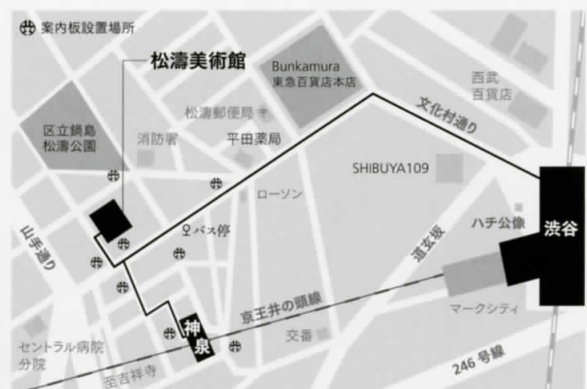 案内板設置場所
松濤美術館
Bunkamura
東急百貨店本店
西武
百貨店
松濤郵便局
区立鍋島
松濤公園
消防署
平田薬局
文化村通り
SHIBUYA109
ローソン
ハチ公像
渋谷
バス停
山手通り
道玄坂
京王井の頭線
マークシティ
神泉
交番
セントラル病院
分院
至吉祥寺
246号線